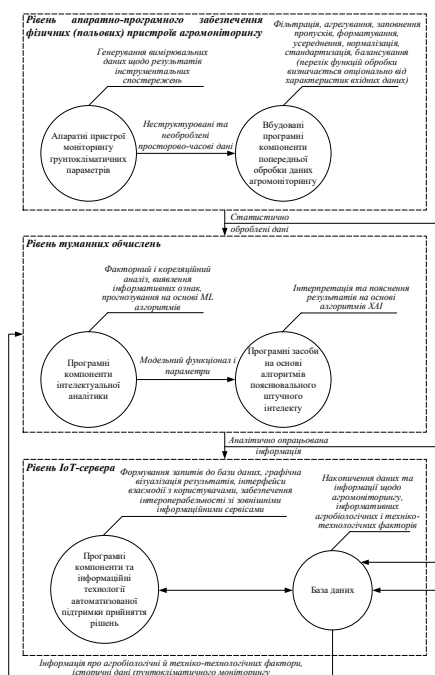 Рівень апаратно-програмного забезпечення
фізичних (польових) пристроїв агромоніторингу
Генерування вимірювальних
даних щодо результатів
інструментальних
спостережень
Фільтрація, агрегування, заповнення
пропусків, форматування,
усереднення, нормалізація,
стандартизація, балансування
(перелік функцій обробки
визначається опціонально від
характеристик вхідних даних)
Апаратні пристрої
моніторингу
ґрунтокліматичних
параметрів
Неструктуровані та
необроблені
просторово-часові дані
Вбудовані
програмні
компоненти
попередньої
обробки даних
агромоніторингу
Статистично
оброблені дані
Рівень туманних обчислень
Факторний і кореляційний
аналіз, виявлення
інформативних ознак,
прогнозування на основі ML
алгоритмів
Інтерпретація та пояснення
результатів на основі
алгоритмів XAI
Програмні
компоненти
інтелектуальної
аналітики
Модельний функціонал і
параметри
Програмні засоби
на основі
алгоритмів
пояснювального
штучного
інтелекту
Аналітично опрацьована
інформація
Рівень IoT-сервера
Формування запитів до бази даних, графічна
візуалізація результатів, інтерфейси
взаємодії з користувачами, забезпечення
інтероперабельності зі зовнішніми
інформаційними сервісами
Накопичення даних та
інформації щодо
агромоніторингу,
інформативних
агробіологічних і техніко-
технологічних факторів
Програмні
компоненти та
інформаційні
технології
автоматизованої
підтримки прийняття
рішень
База даних
Інформація про агробіологічні й техніко-технологічні фактори,
історичні дані ґрунтокліматичного моніторингу